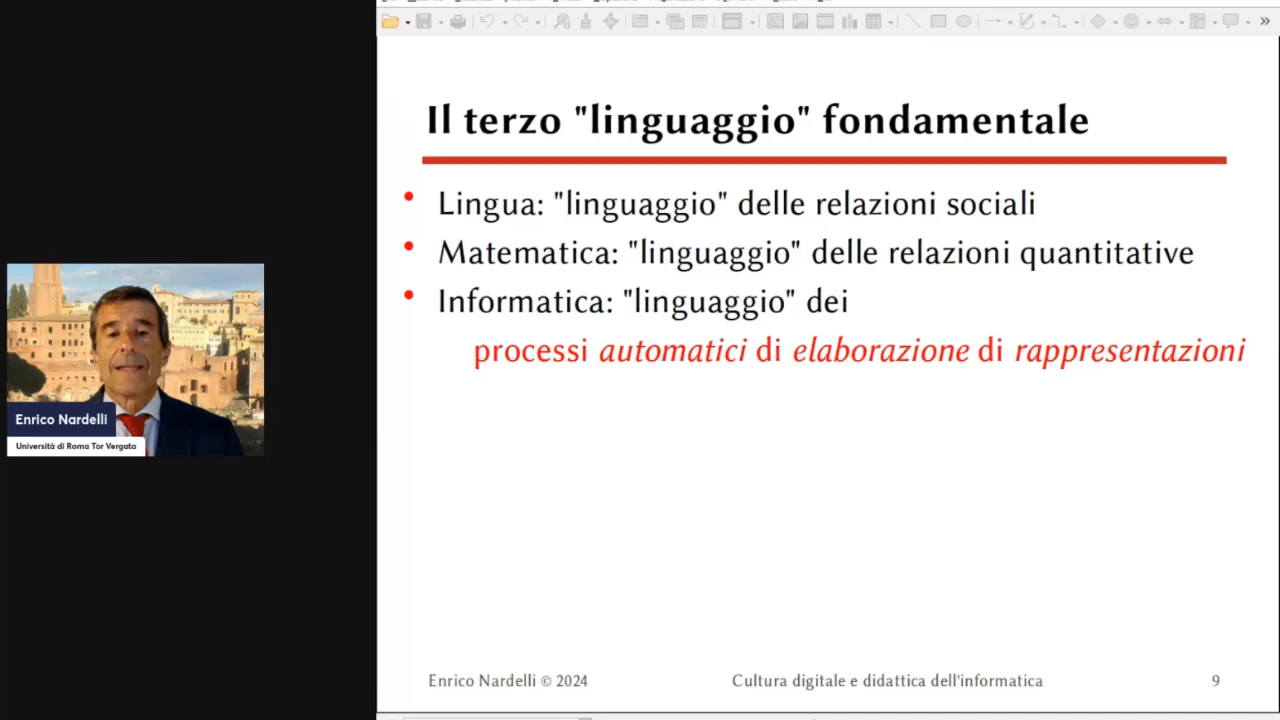 Il terzo "linguaggio" fondamentale
Lingua: "linguaggio" delle relazioni sociali
Matematica: "linguaggio" delle relazioni quantitative
Informatica: "linguaggio" dei
processi automatici di elaborazione di rappresentazioni
Enrico Nardelli
Università di Roma Tor Vergata
Enrico Nardelli © 2024
Cultura digitale e didattica dell'informatica
9